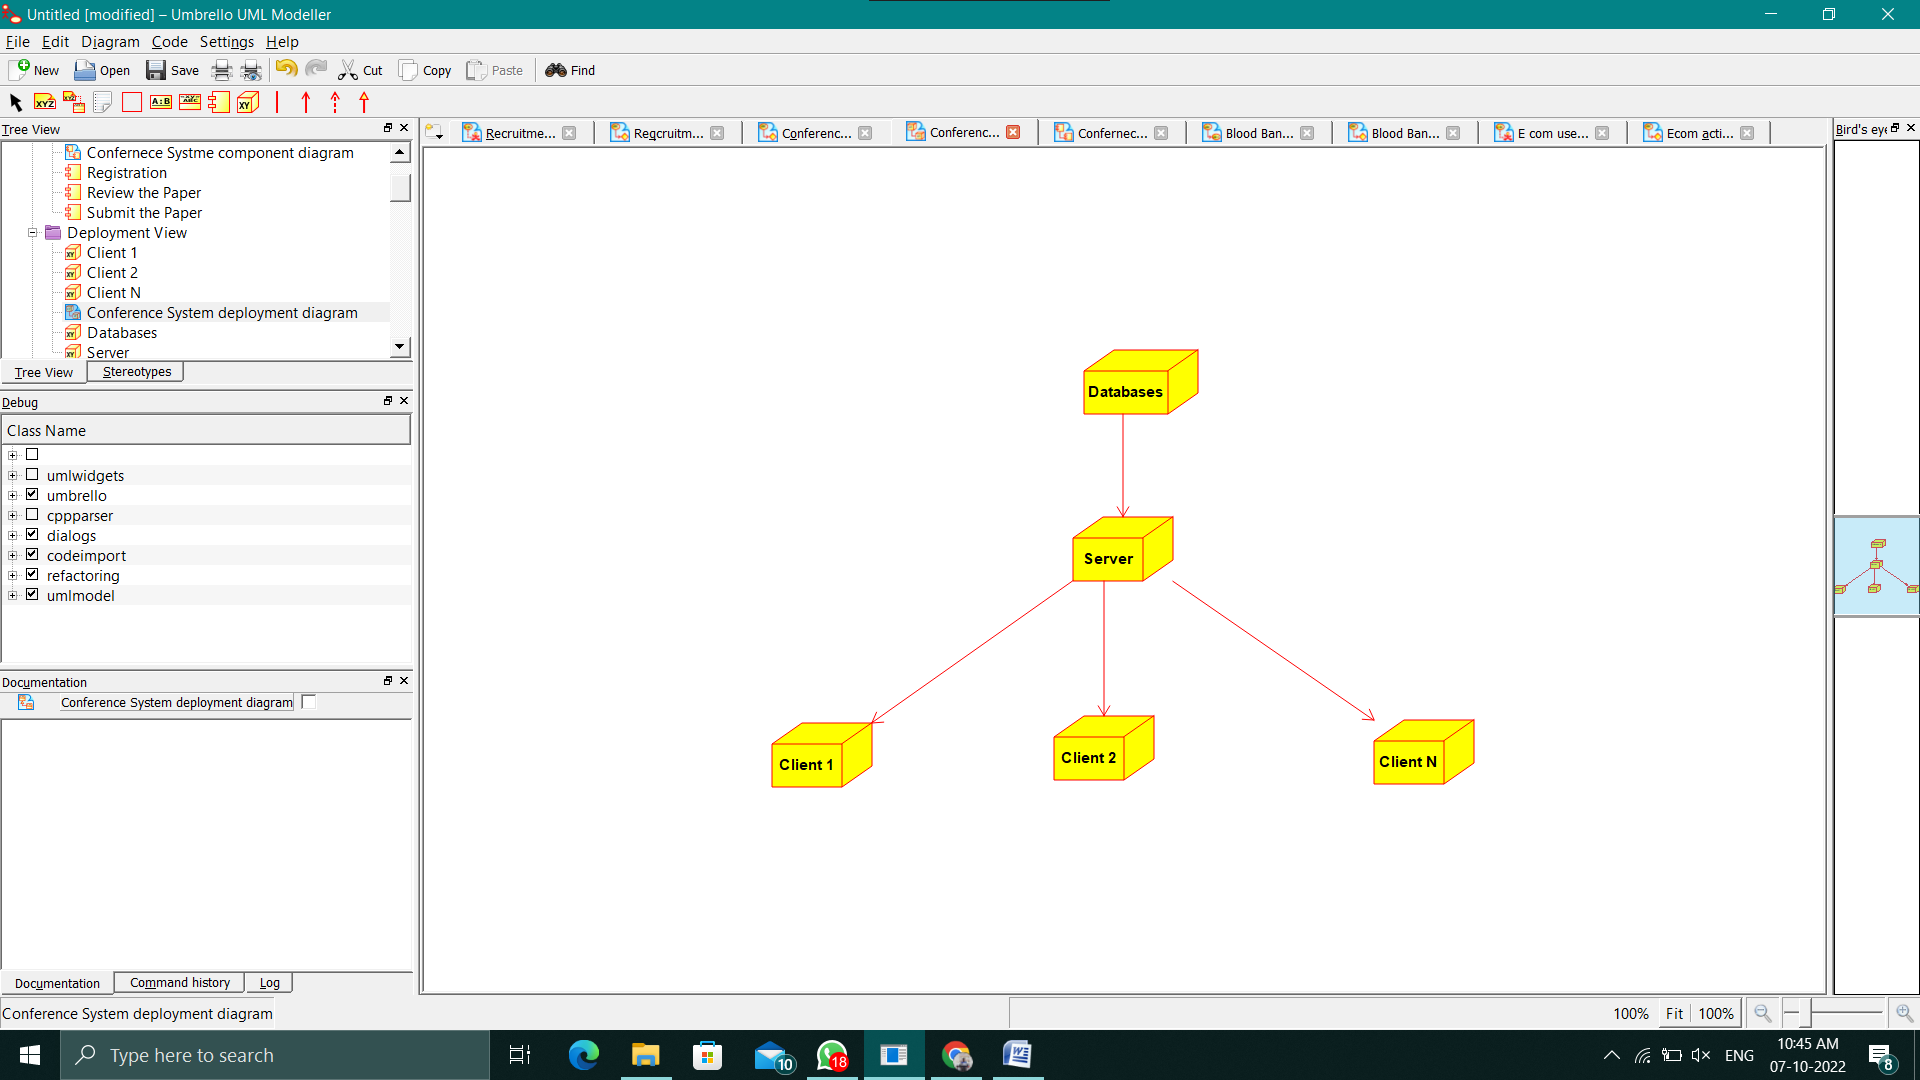 Untitled [modified] – Umbrello UML Modeller
File Edit Diagram Code Settings Help
New Open Save Cut Copy Paste Find
XYZ XYZ A:B ABC XY
Tree View
Confernece Systme component diagram
Registration
Review the Paper
Submit the Paper
Deployment View
Client 1
Client 2
Client N
Conference System deployment diagram
Databases
Server
Tree View Stereotypes
Debug
Class Name
umlwidgets
umbrello
cppparser
dialogs
codeimport
refactoring
umlmodel
Documentation
Conference System deployment diagram
Documentation Command history Log
Recruitme... Regcruitm... Conferenc... Conferenc... Confernec... Blood Ban... Blood Ban... E com use... Ecom acti...
Databases
Server
Client 1
Client 2
Client N
Bird's eye
Conference System deployment diagram
100% Fit 100%
Type here to search
10
18
ENG
10:45 AM
07-10-2022
8